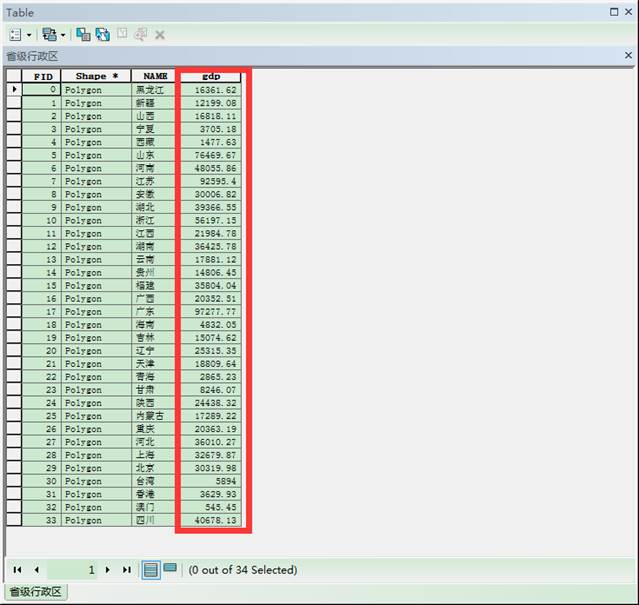 Table
省级行政区
FID Shape * NAME gdp
0 Polygon 黑龙江 16361.62
1 Polygon 新疆 12199.08
2 Polygon 山西 16818.11
3 Polygon 宁夏 3705.18
4 Polygon 西藏 1477.63
5 Polygon 山东 76469.67
6 Polygon 河南 48055.86
7 Polygon 江苏 92595.4
8 Polygon 安徽 30006.82
9 Polygon 湖北 39366.55
10 Polygon 浙江 56197.15
11 Polygon 江西 21984.78
12 Polygon 湖南 36425.78
13 Polygon 云南 17881.12
14 Polygon 贵州 14806.45
15 Polygon 福建 35804.04
16 Polygon 广西 20352.51
17 Polygon 广东 97277.77
18 Polygon 海南 4832.05
19 Polygon 吉林 15074.62
20 Polygon 辽宁 25315.35
21 Polygon 天津 18809.64
22 Polygon 青海 2865.23
23 Polygon 甘肃 8246.07
24 Polygon 陕西 24438.32
25 Polygon 内蒙古 17289.22
26 Polygon 重庆 20363.19
27 Polygon 河北 36010.27
28 Polygon 上海 32679.87
29 Polygon 北京 30319.98
30 Polygon 台湾 5894
31 Polygon 香港 3629.93
32 Polygon 澳门 545.45
33 Polygon 四川 40678.13
1 (0 out of 34 Selected)
省级行政区